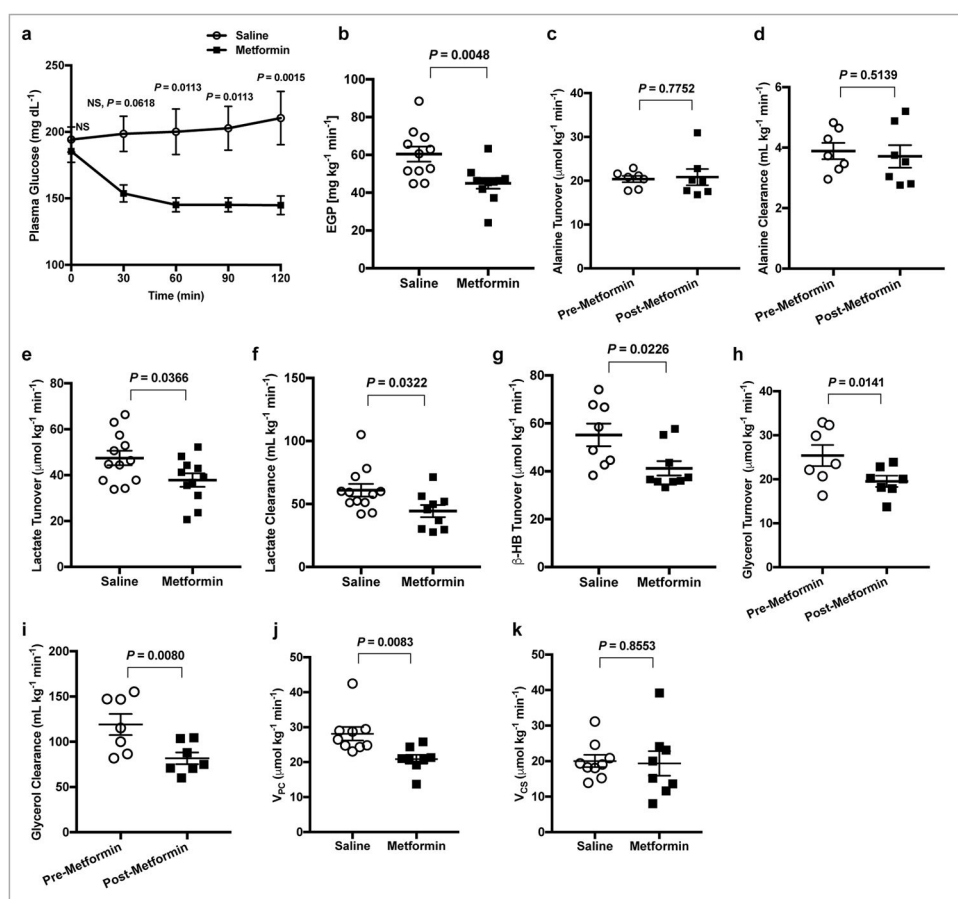 a
Saline
Metformin
Plasma Glucose (mg dL-1)
250
200
150
100
NS
NS, P = 0.0618
P = 0.0113
P = 0.0113
P = 0.0015
0
30
60
90
120
Time (min)
b
P = 0.0048
EGP [mg kg-1 min-1]
100
80
60
40
20
0
Saline
Metformin
c
P = 0.7752
Alanine Turnover (μmol kg-1 min-1)
40
30
20
10
0
Pre-Metformin
Post-Metformin
d
P = 0.5139
Alanine Clearance (mL kg-1 min-1)
6
4
2
0
Pre-Metformin
Post-Metformin
e
P = 0.0366
Lactate Tunover (μmol kg-1 min-1)
80
60
40
20
0
Saline
Metformin
f
P = 0.0322
Lactate Clearance (mL kg-1 min-1)
150
100
50
0
Saline
Metformin
g
P = 0.0226
β-HB Tunover (μmol kg-1 min-1)
80
60
40
20
0
Saline
Metformin
h
P = 0.0141
Glycerol Turnover (μmol kg-1 min-1)
40
30
20
10
0
Pre-Metformin
Post-Metformin
i
P = 0.0080
Glycerol Clearance (mL kg-1 min-1)
200
150
100
50
0
Pre-Metformin
Post-Metformin
j
P = 0.0083
VPC (μmol kg-1 min-1)
50
40
30
20
10
0
Saline
Metformin
k
P = 0.8553
VCS (μmol kg-1 min-1)
50
40
30
20
10
0
Saline
Metformin